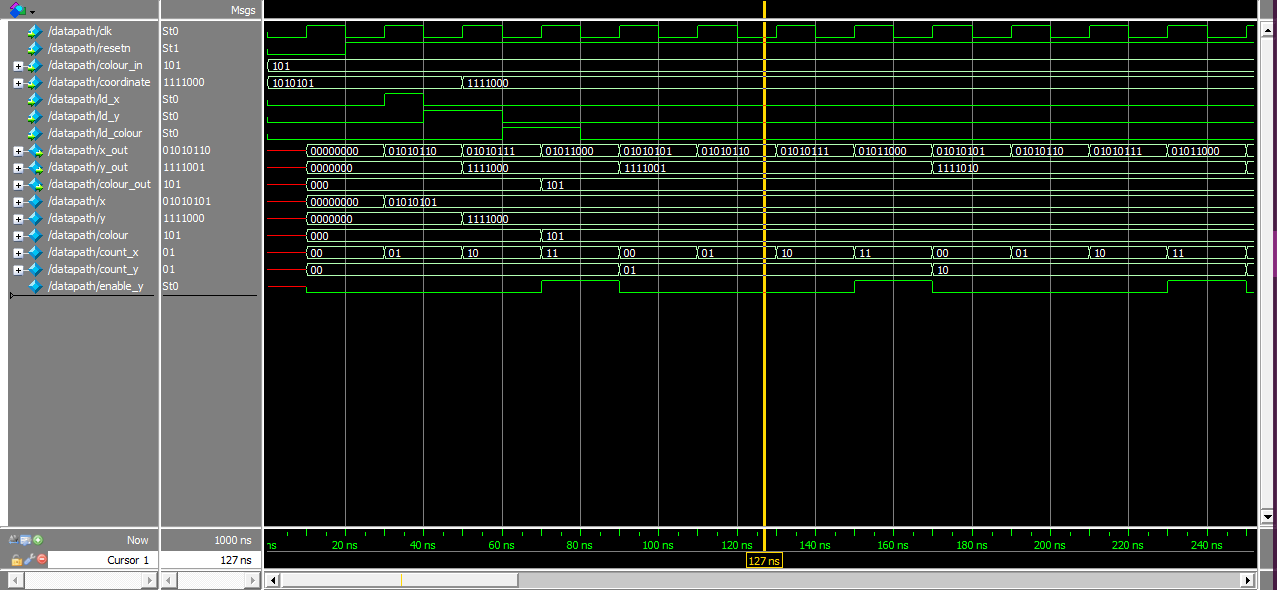 Msgs
/datapath/clk St0
/datapath/resetn St1
/datapath/colour_in 101 101
/datapath/coordinate 1111000 1010101 1111000
/datapath/ld_x St0
/datapath/ld_y St0
/datapath/ld_colour St0
/datapath/x_out 01010110 00000000 01010110 01010111 01011000 01010101 01010110 01010111 01011000 01010101 01010110 01010111 01011000
/datapath/y_out 1111001 0000000 1111000 1111001 1111010
/datapath/colour_out 101 000 101
/datapath/x 01010101 00000000 01010101
/datapath/y 1111000 0000000 1111000
/datapath/colour 101 000 101
/datapath/count_x 01 00 01 10 11 00 01 10 11 00 01 10 11
/datapath/count_y 01 00 01 10
/datapath/enable_y St0
Now 1000 ns ns 20 ns 40 ns 60 ns 80 ns 100 ns 120 ns 140 ns 160 ns 180 ns 200 ns 220 ns 240 ns
Cursor 1 127 ns 127 ns